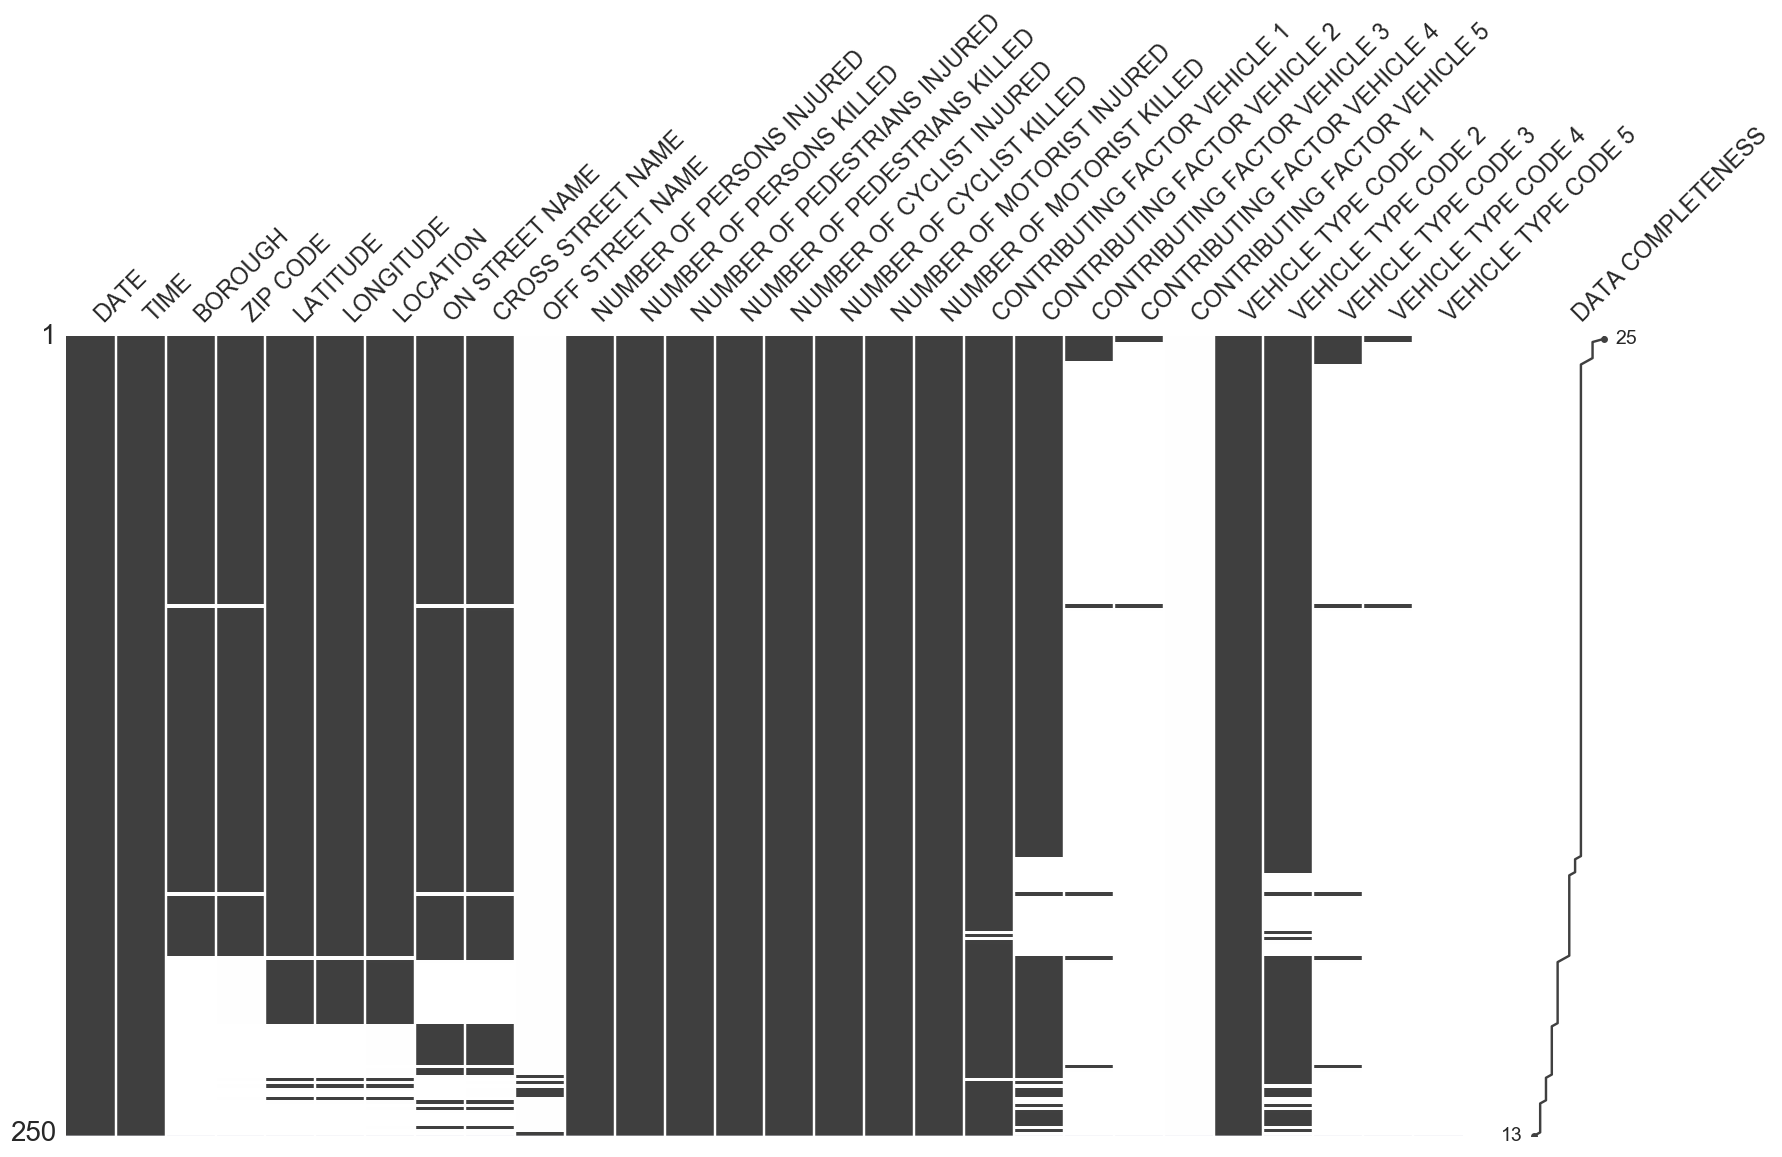 DATE
TIME
BOROUGH
ZIP CODE
LATITUDE
LONGITUDE
LOCATION
ON STREET NAME
CROSS STREET NAME
OFF STREET NAME
NUMBER OF PERSONS INJURED
NUMBER OF PERSONS KILLED
NUMBER OF PEDESTRIANS INJURED
NUMBER OF PEDESTRIANS KILLED
NUMBER OF CYCLIST INJURED
NUMBER OF CYCLIST KILLED
NUMBER OF MOTORIST INJURED
NUMBER OF MOTORIST KILLED
CONTRIBUTING FACTOR VEHICLE 1
CONTRIBUTING FACTOR VEHICLE 2
CONTRIBUTING FACTOR VEHICLE 3
CONTRIBUTING FACTOR VEHICLE 4
CONTRIBUTING FACTOR VEHICLE 5
VEHICLE TYPE CODE 1
VEHICLE TYPE CODE 2
VEHICLE TYPE CODE 3
VEHICLE TYPE CODE 4
VEHICLE TYPE CODE 5
DATA COMPLETENESS
1
25
250
13